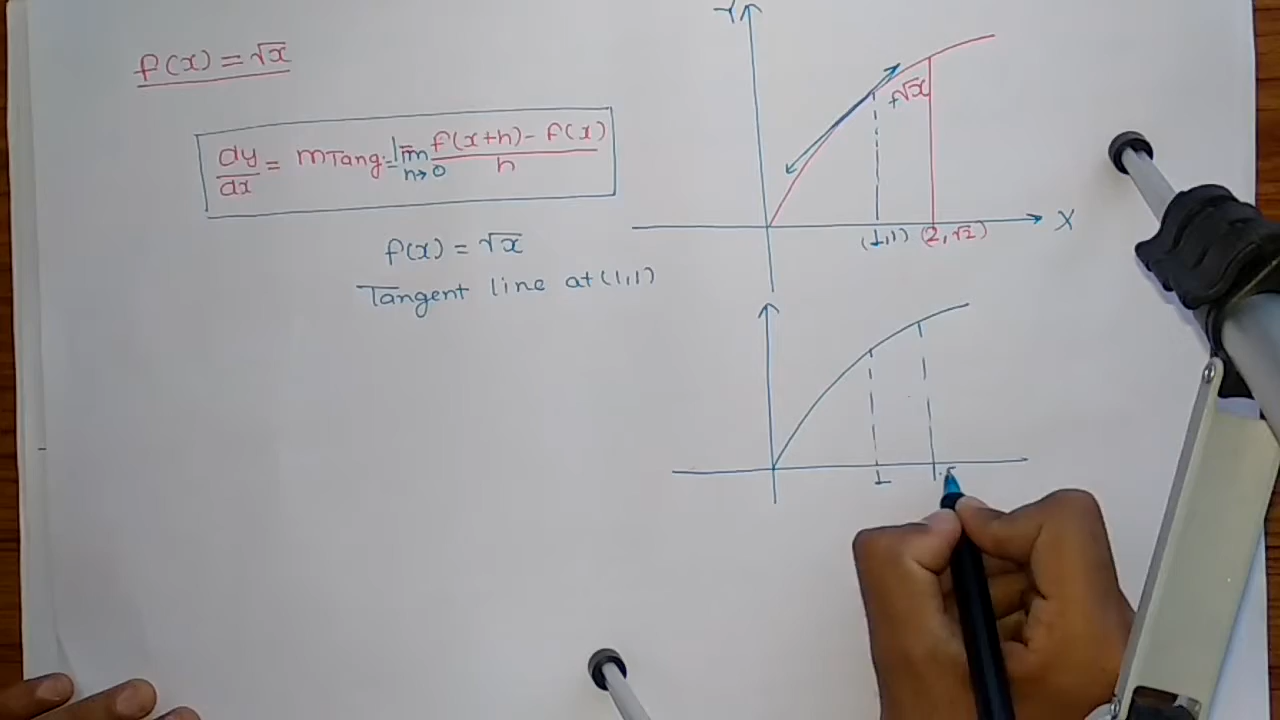 f(x) = √x
dy/dx = mTang = lim h→0 f(x+h) - f(x) / h
f(x) = √x
Tangent line at (1,1)
Y
√x
(1,1) (2,√2) X
1